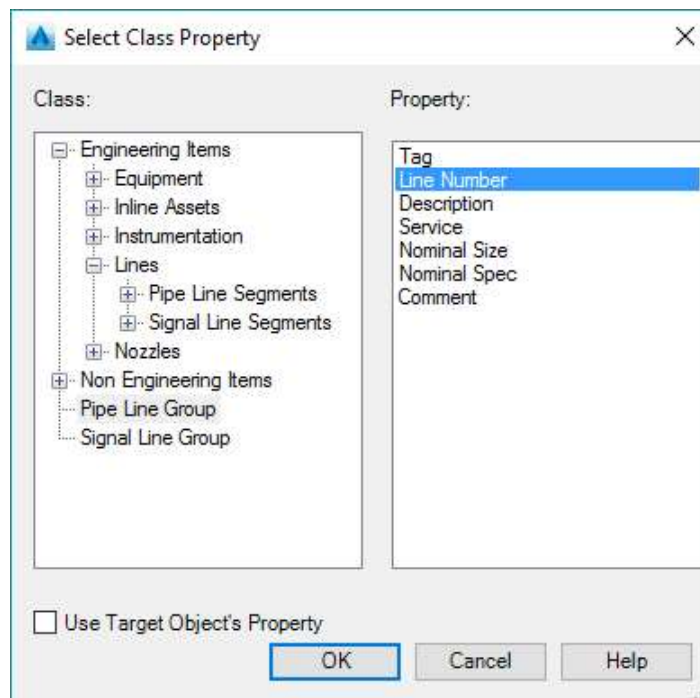 Select Class Property
Class:
Engineering Items
Equipment
Inline Assets
Instrumentation
Lines
Pipe Line Segments
Signal Line Segments
Nozzles
Non Engineering Items
Pipe Line Group
Signal Line Group
Property:
Tag
Line Number
Description
Service
Nominal Size
Nominal Spec
Comment
Use Target Object's Property
OK
Cancel
Help